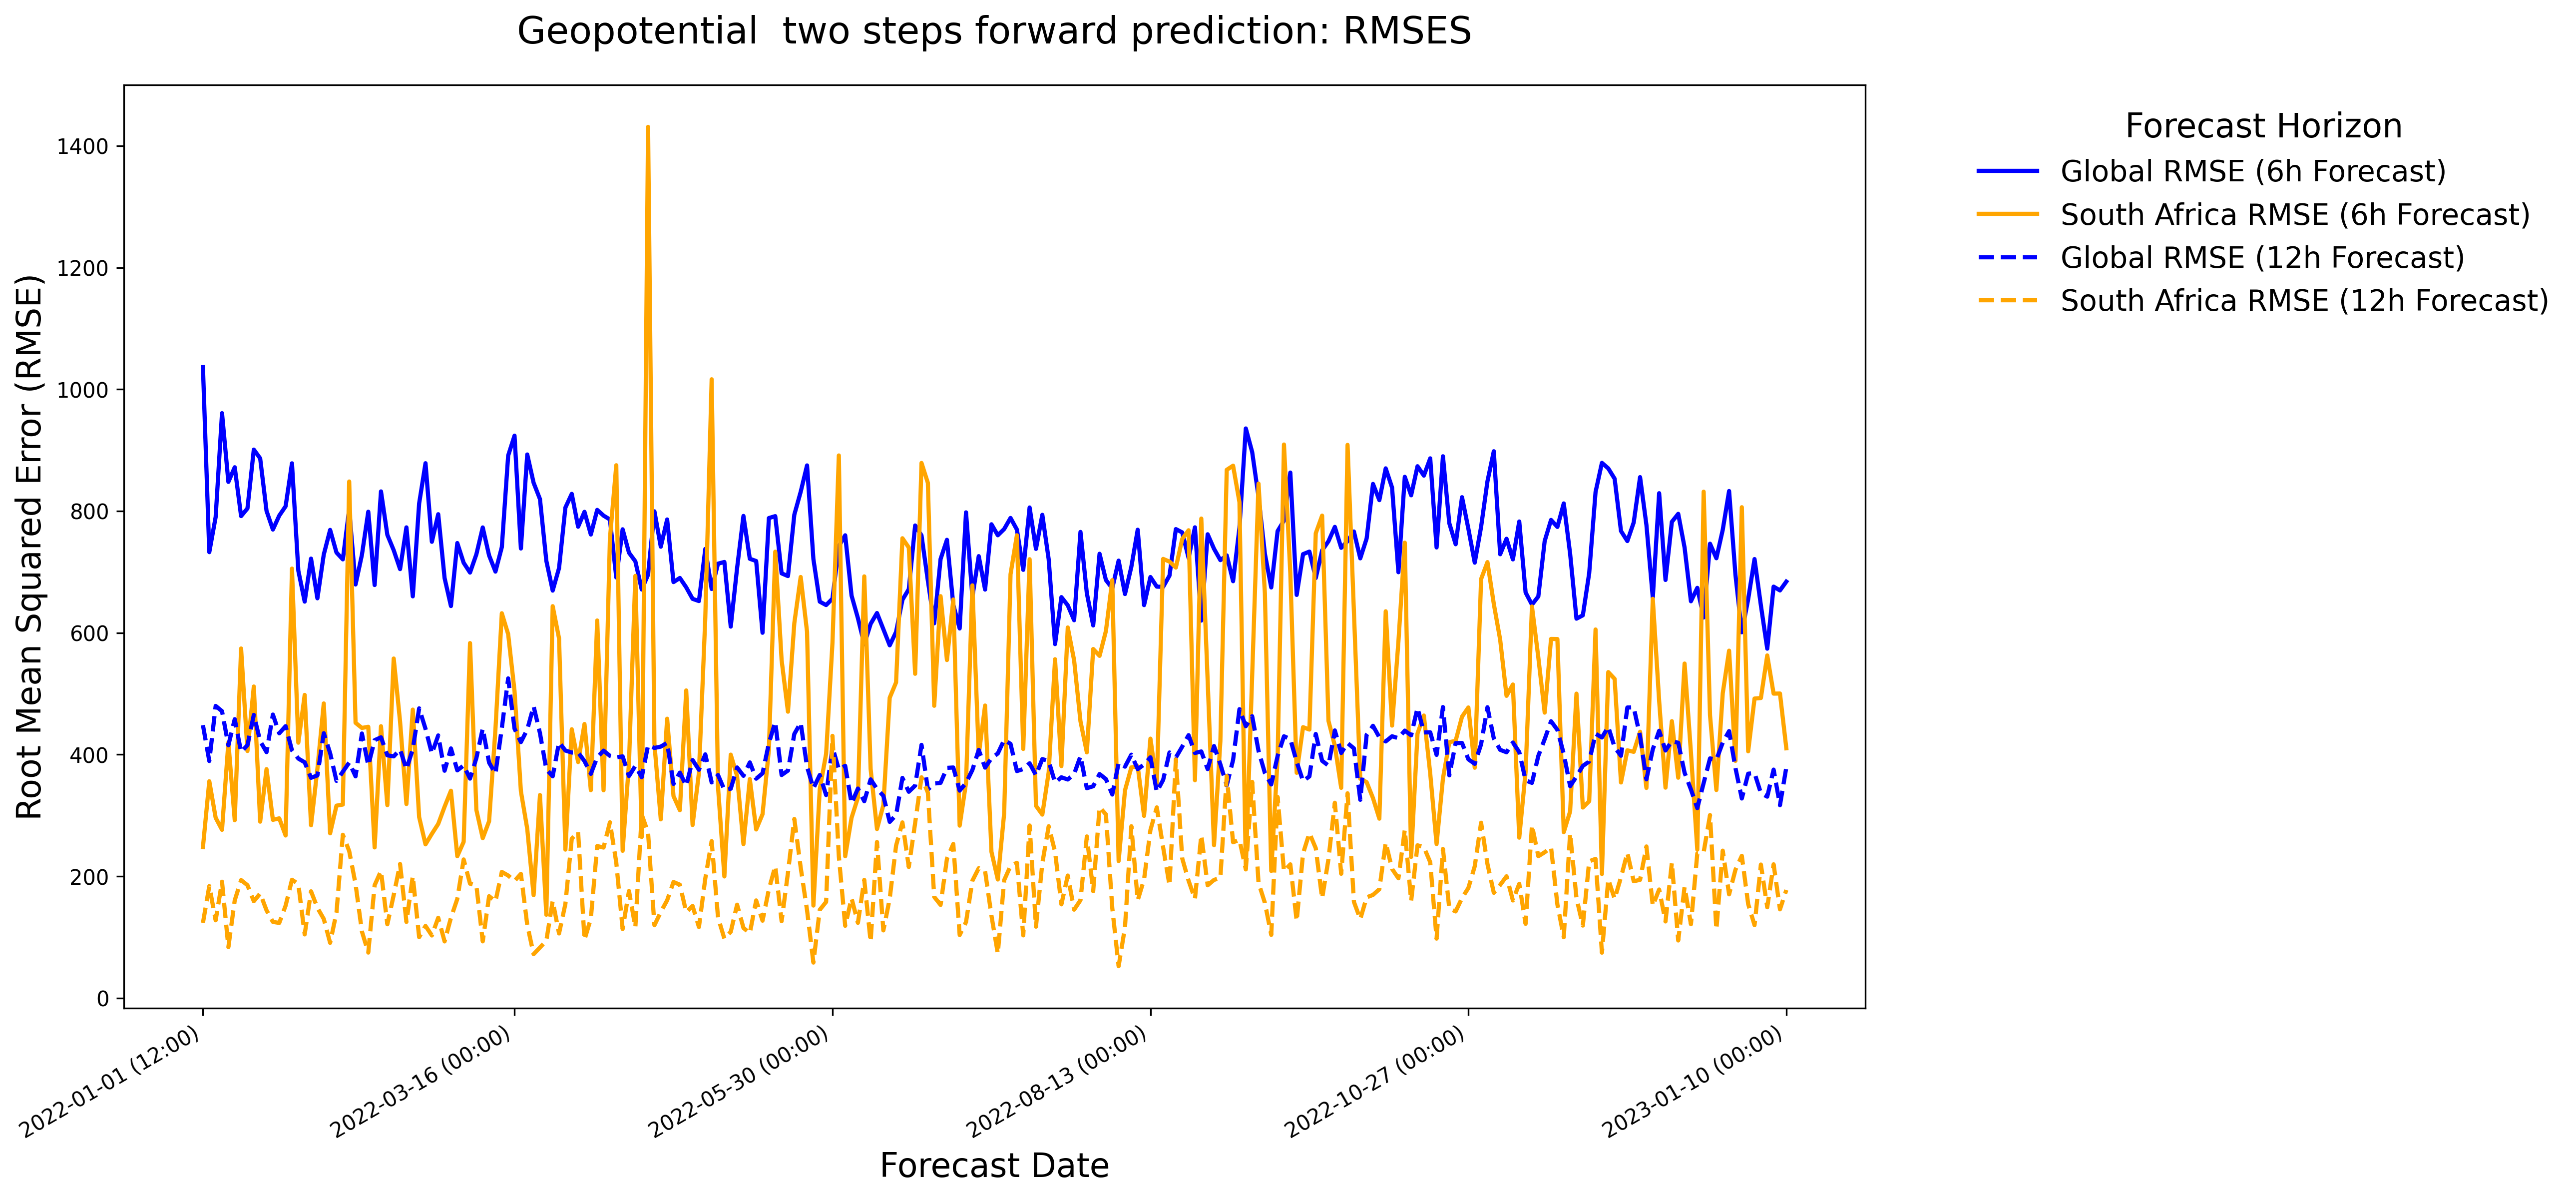 Geopotential  two steps forward prediction: RMSES
Root Mean Squared Error (RMSE)
1400
1200
1000
800
600
400
200
0
2022-01-01 (12:00)
2022-03-16 (00:00)
2022-05-30 (00:00)
2022-08-13 (00:00)
2022-10-27 (00:00)
2023-01-10 (00:00)
Forecast Date
Forecast Horizon
Global RMSE (6h Forecast)
South Africa RMSE (6h Forecast)
Global RMSE (12h Forecast)
South Africa RMSE (12h Forecast)